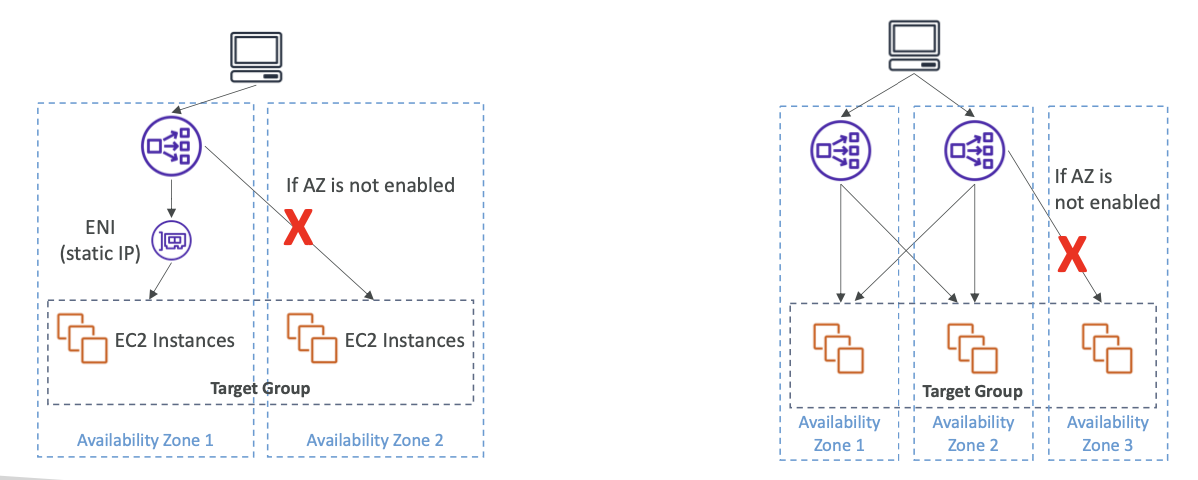 If AZ is not enabled
ENI
(static IP)
EC2 Instances
EC2 Instances
Target Group
Availability Zone 1
Availability Zone 2
If AZ is
not enabled
X
X
Target Group
Availability
Zone 1
Availability
Zone 2
Availability
Zone 3